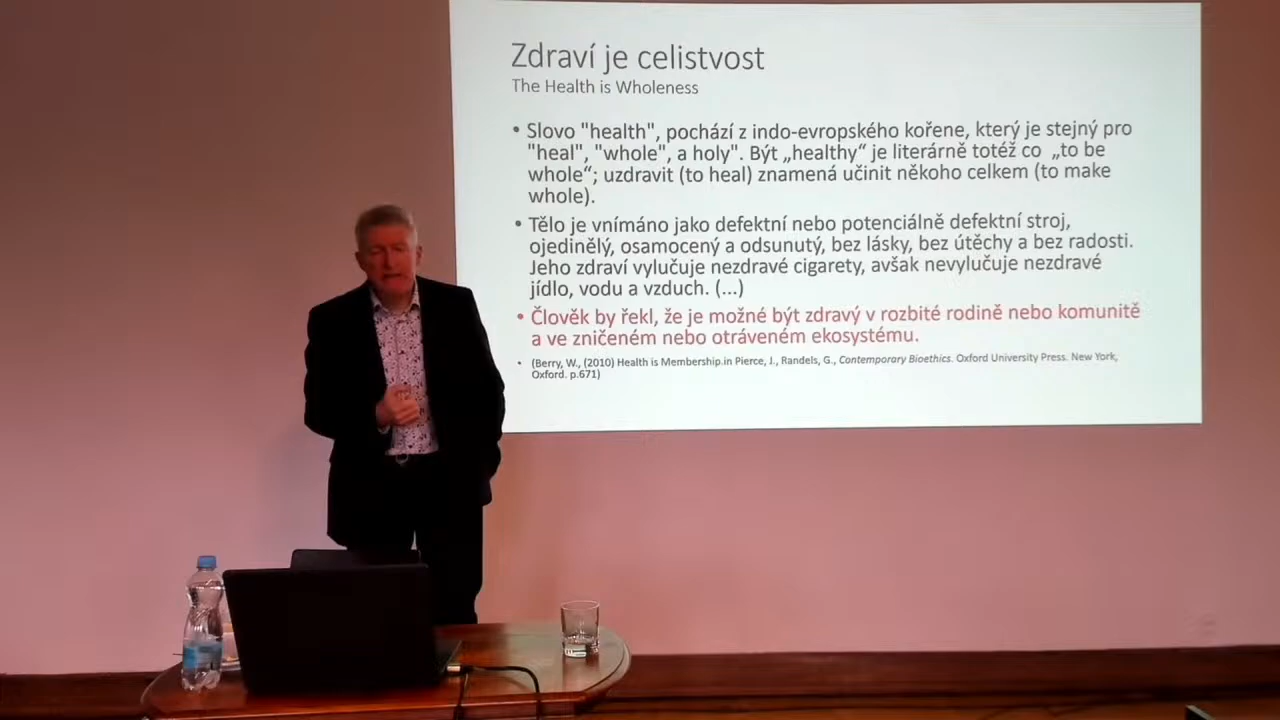 Zdraví je celistvost
The Health is Wholeness
• Slovo "health", pochází z indo-evropského kořene, který je stejný pro
"heal", "whole", a holy". Být „healthy“ je literárně totéž co „to be
whole“; uzdravit (to heal) znamená učinit někoho celkem (to make
whole).
• Tělo je vnímáno jako defektní nebo potenciálně defektní stroj,
ojedinělý, osamocený a odsunutý, bez lásky, bez útěchy a bez radosti.
Jeho zdraví vylučuje nezdravé cigarety, avšak nevylučuje nezdravé
jídlo, vodu a vzduch. (...)
• Člověk by řekl, že je možné být zdravý v rozbité rodině nebo komunitě
a ve zničeném nebo otráveném ekosystému.
• (Berry, W., (2010) Health is Membership.in Pierce, J., Randels, G., Contemporary Bioethics. Oxford University Press. New York,
Oxford. p.671)